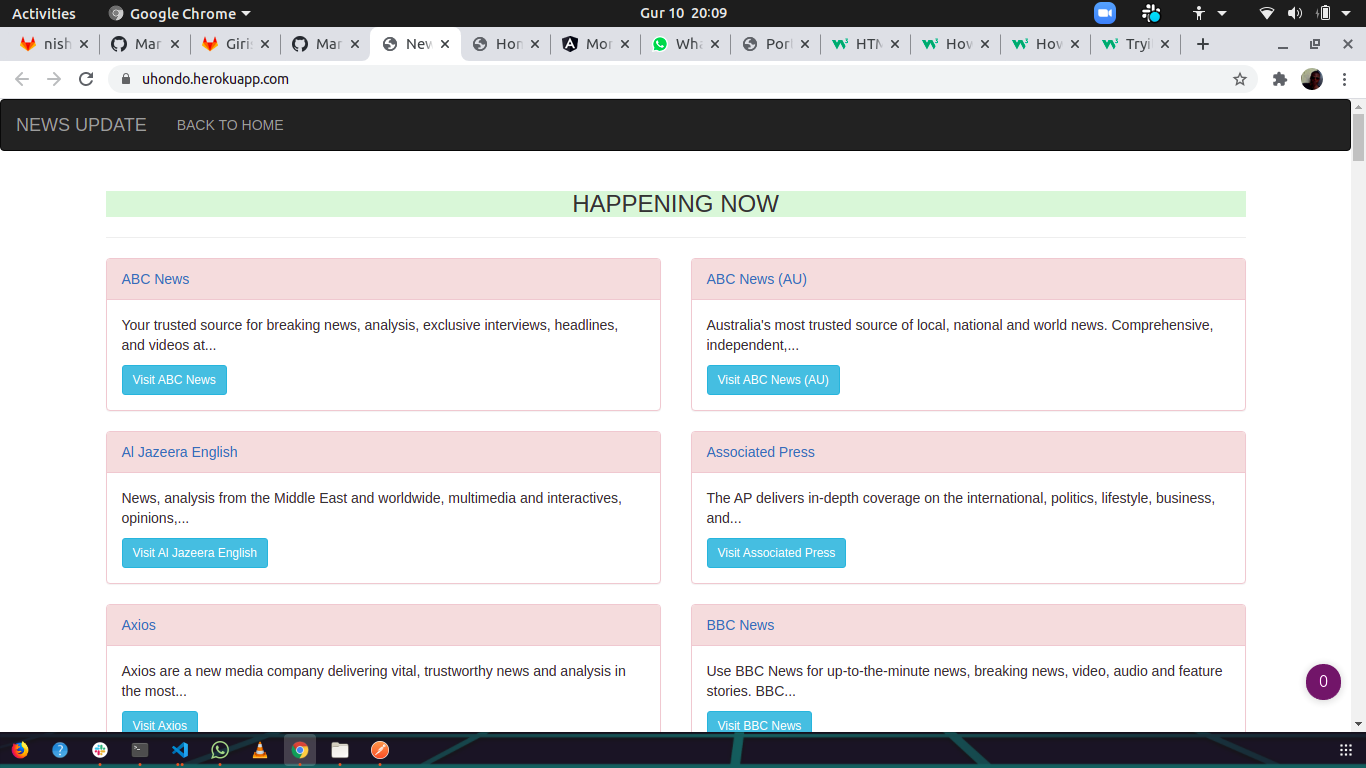 Activities
Google Chrome
Gur 10 20:09
nish
Mar
Giris
Mar
New
Hom
Mor
Wha
Port
HTM
How
How
Tryi
uhondo.herokuapp.com
NEWS UPDATE
BACK TO HOME
HAPPENING NOW
ABC News
Your trusted source for breaking news, analysis, exclusive interviews, headlines,
and videos at...
Visit ABC News
ABC News (AU)
Australia's most trusted source of local, national and world news. Comprehensive,
independent,...
Visit ABC News (AU)
Al Jazeera English
News, analysis from the Middle East and worldwide, multimedia and interactives,
opinions,...
Visit Al Jazeera English
Associated Press
The AP delivers in-depth coverage on the international, politics, lifestyle, business,
and...
Visit Associated Press
Axios
Axios are a new media company delivering vital, trustworthy news and analysis in
the most...
Visit Axios
BBC News
Use BBC News for up-to-the-minute news, breaking news, video, audio and feature
stories. BBC...
Visit BBC News
0